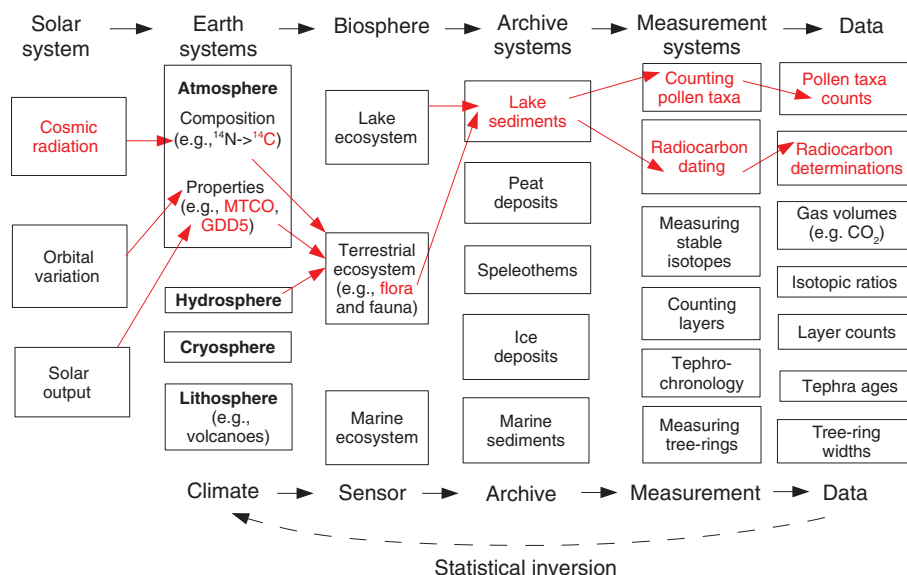 Solar
system
Earth
systems
Biosphere
Archive
systems
Measurement
systems
Data
Cosmic
radiation
Orbital
variation
Solar
output
Atmosphere
Composition
(e.g.,¹⁴N->¹⁴C)
Properties
(e.g., MTCO,
GDD5)
Hydrosphere
Cryosphere
Lithosphere
(e.g.,
volcanoes)
Lake
ecosystem
Terrestrial
ecosystem
(e.g., flora
and fauna)
Marine
ecosystem
Lake
sediments
Peat
deposits
Speleothems
Ice
deposits
Marine
sediments
Counting
pollen taxa
Radiocarbon
dating
Measuring
stable
isotopes
Counting
layers
Tephro-
chronology
Measuring
tree-rings
Pollen taxa
counts
Radiocarbon
determinations
Gas volumes
(e.g. CO₂)
Isotopic ratios
Layer counts
Tephra ages
Tree-ring
widths
Climate
Sensor
Archive
Measurement
Data
Statistical inversion